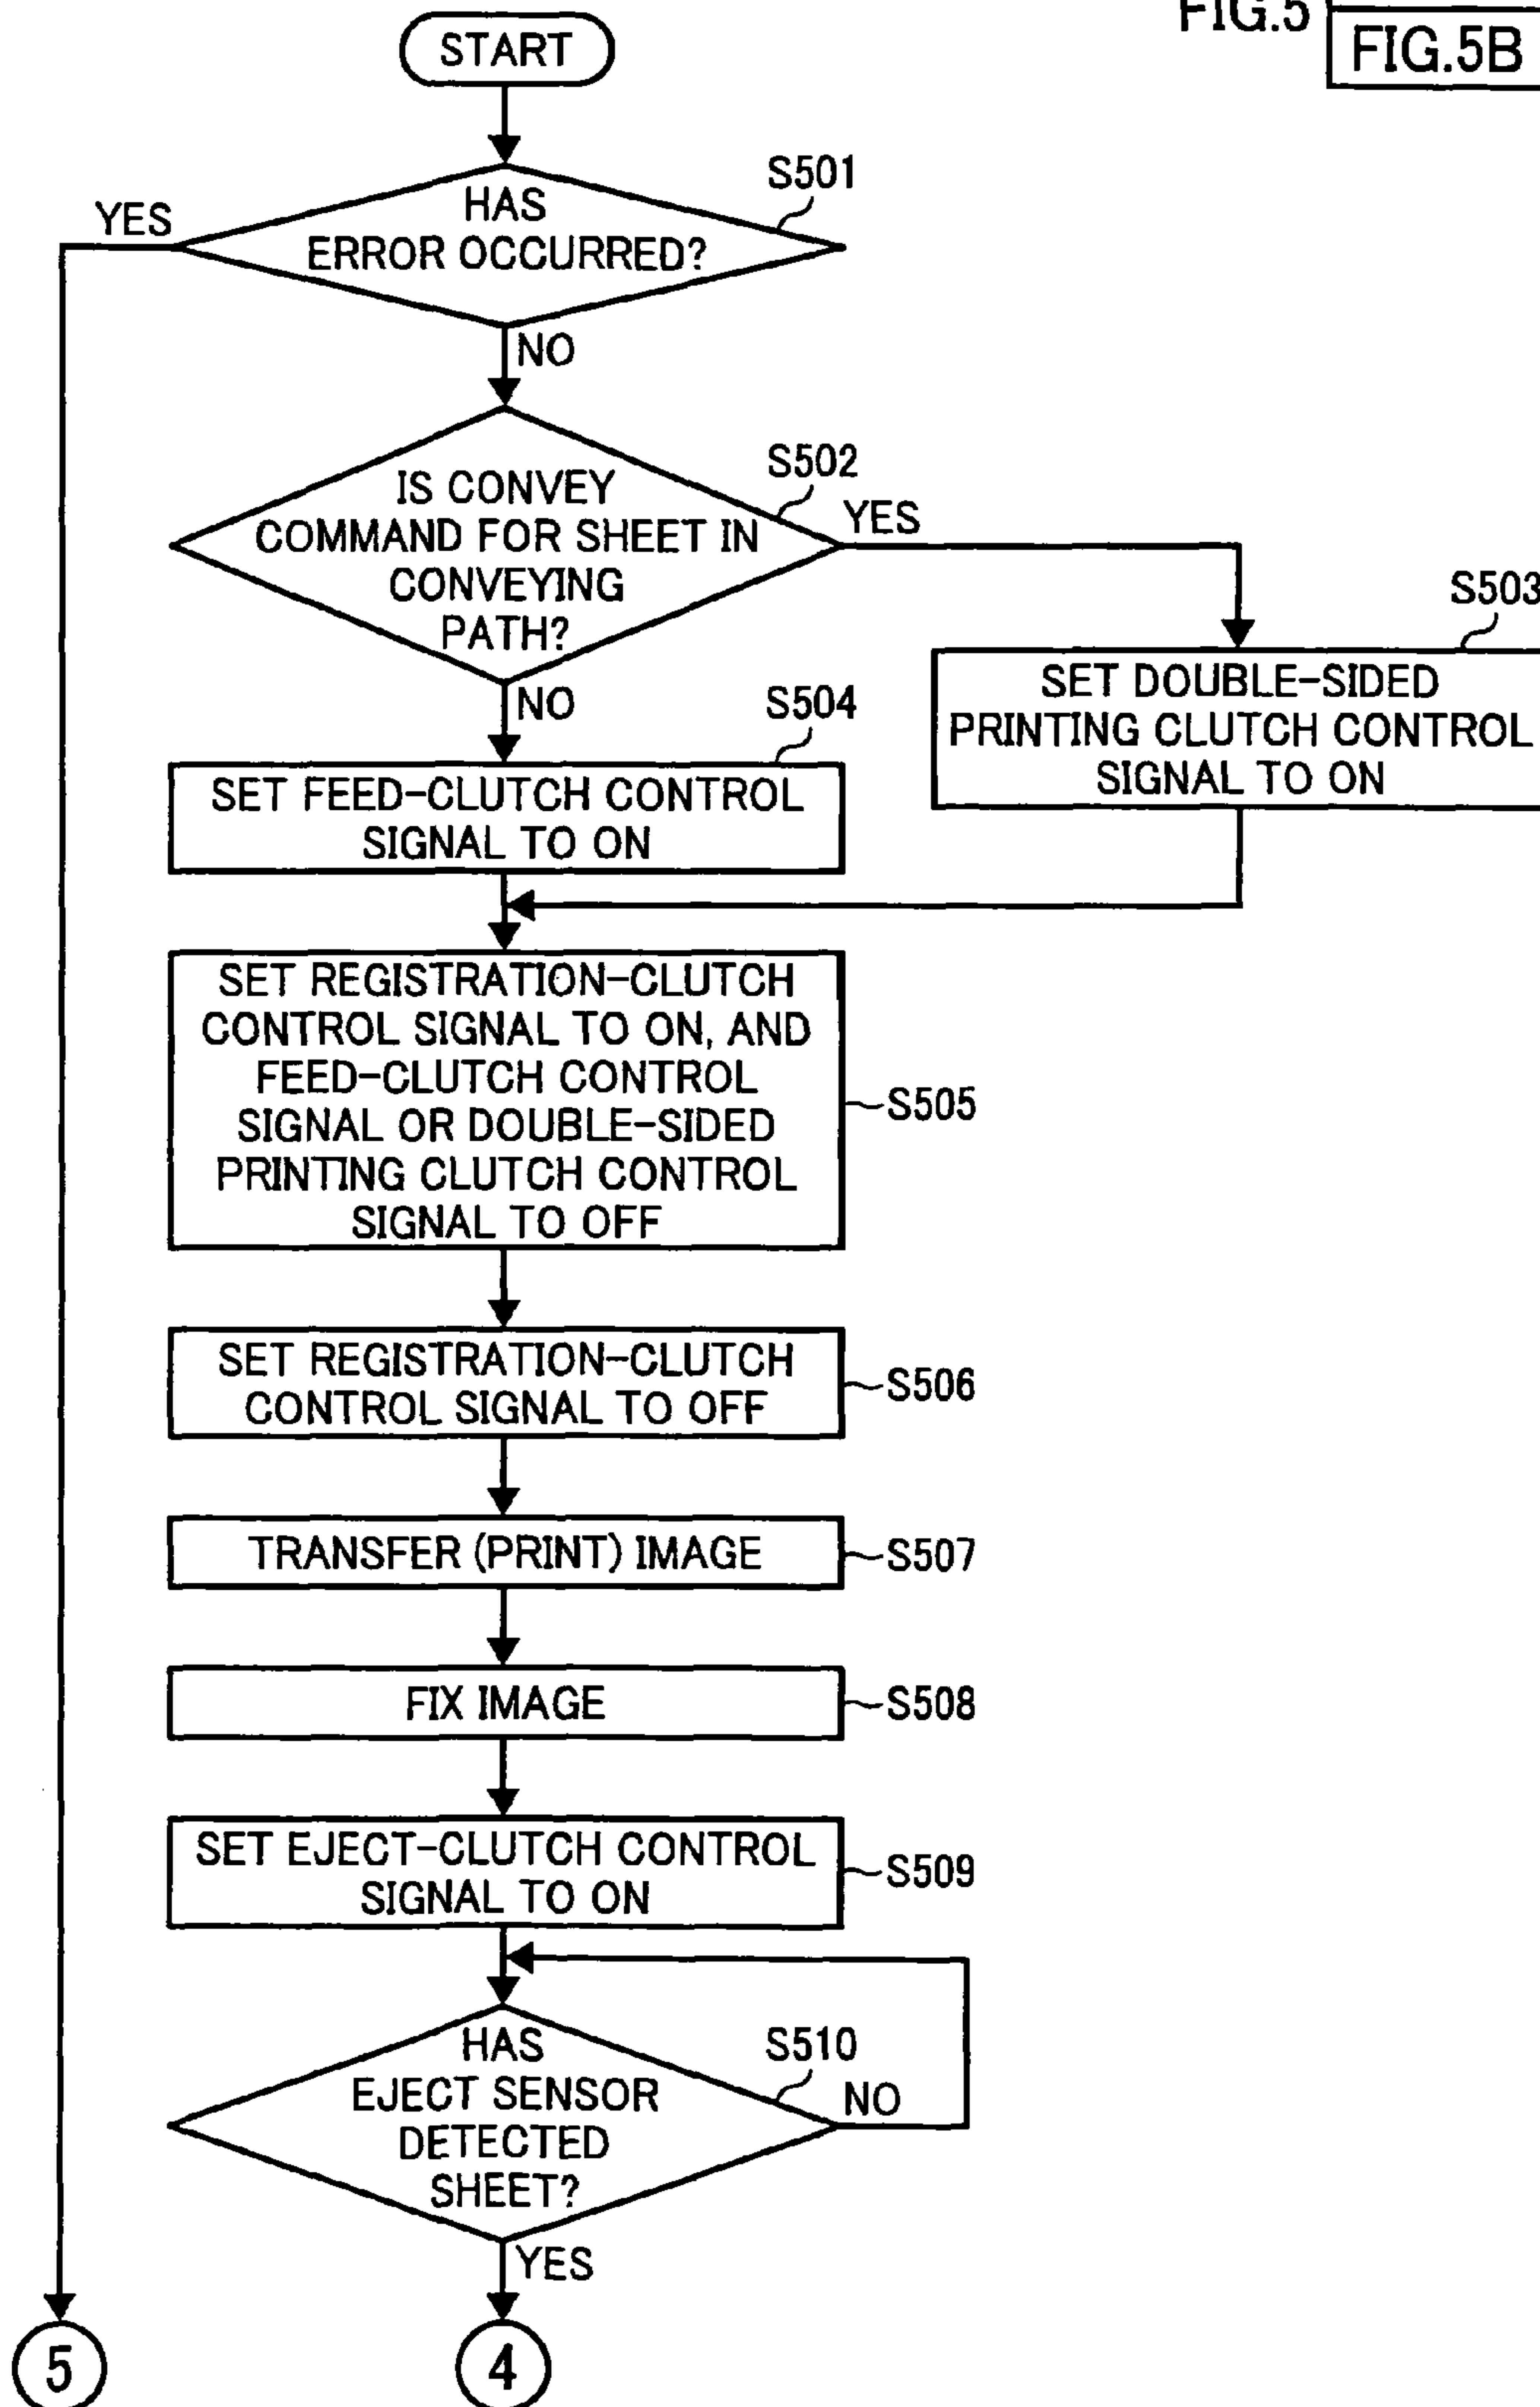 FIG.5
FIG.5B
START
S501
YES
HAS
ERROR OCCURRED?
NO
S502
IS CONVEY
COMMAND FOR SHEET IN
CONVEYING
PATH?
YES
S503
SET DOUBLE-SIDED
PRINTING CLUTCH CONTROL
SIGNAL TO ON
NO
S504
SET FEED-CLUTCH CONTROL
SIGNAL TO ON
SET REGISTRATION-CLUTCH
CONTROL SIGNAL TO ON, AND
FEED-CLUTCH CONTROL
SIGNAL OR DOUBLE-SIDED
PRINTING CLUTCH CONTROL
SIGNAL TO OFF
S505
SET REGISTRATION-CLUTCH
CONTROL SIGNAL TO OFF
S506
TRANSFER (PRINT) IMAGE
S507
FIX IMAGE
S508
SET EJECT-CLUTCH CONTROL
SIGNAL TO ON
S509
S510
HAS
EJECT SENSOR
DETECTED
SHEET?
NO
YES
5
4